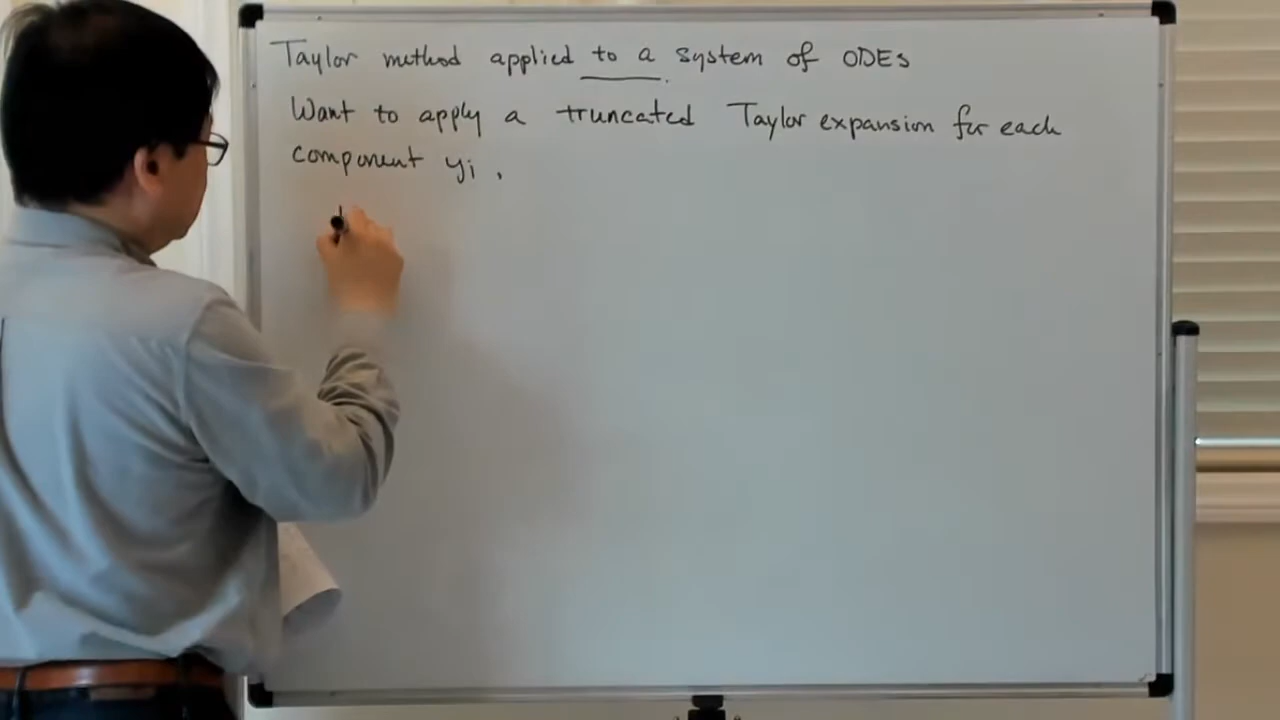 Taylor method applied to a system of ODEs
Want to apply a truncated Taylor expansion for each
component yi.